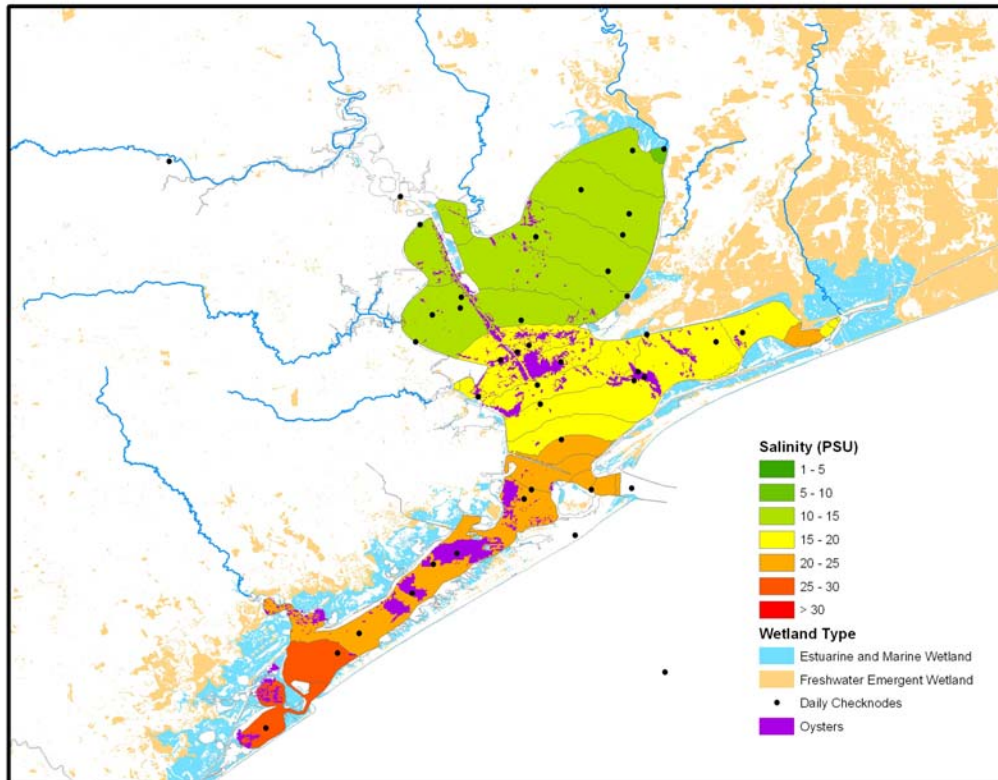 Salinity (PSU)
1 - 5
5 - 10
10 - 15
15 - 20
20 - 25
25 - 30
> 30
Wetland Type
Estuarine and Marine Wetland
Freshwater Emergent Wetland
Daily Checknodes
Oysters